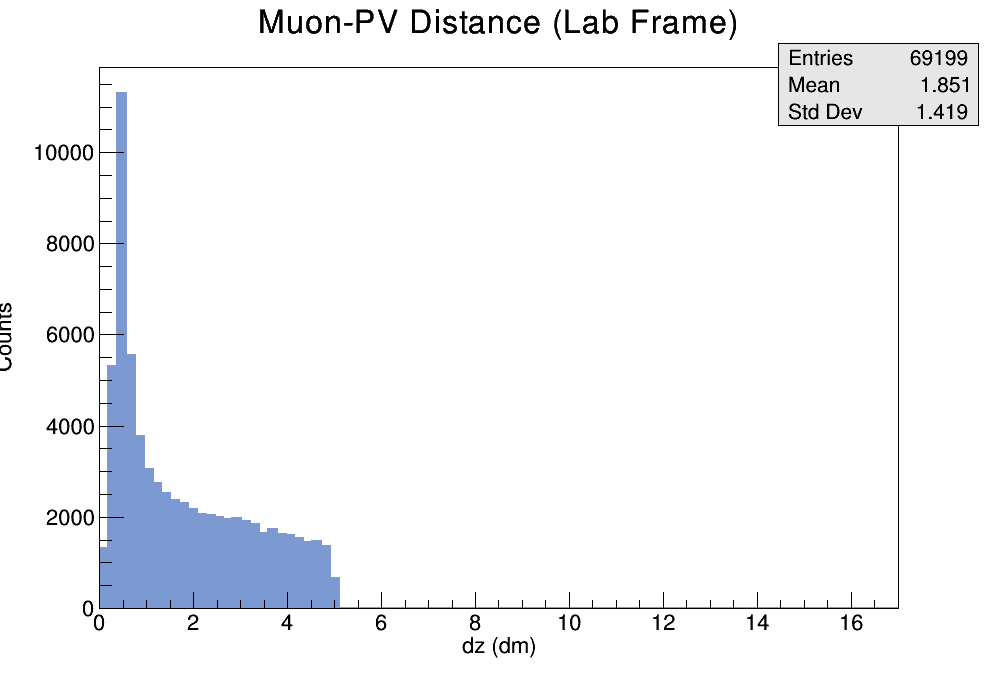 Muon-PV Distance (Lab Frame)
Entries 69199
Mean 1.851
Std Dev 1.419
10000
8000
6000
4000
2000
0
Counts
0 2 4 6 8 10 12 14 16
dz (dm)